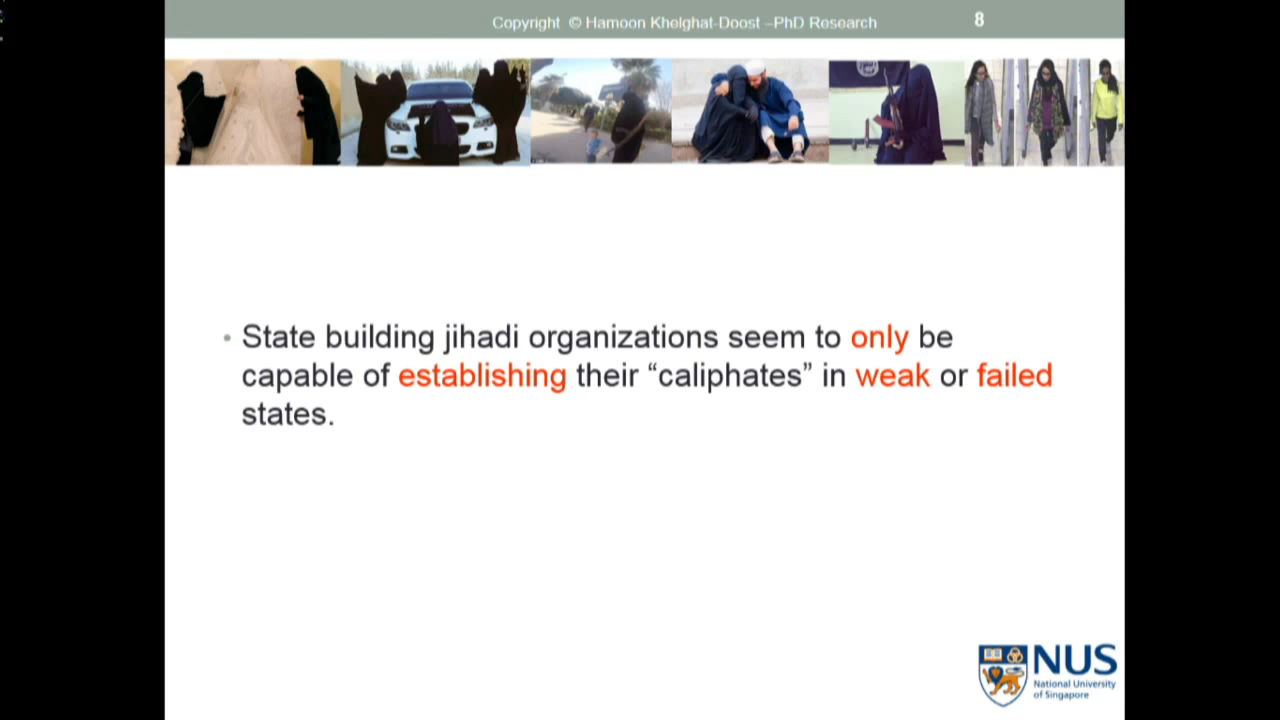 Copyright © Hamoon Khelghat-Doost –PhD Research 8
• State building jihadi organizations seem to only be
capable of establishing their “caliphates” in weak or failed
states.
NUS
National University
of Singapore